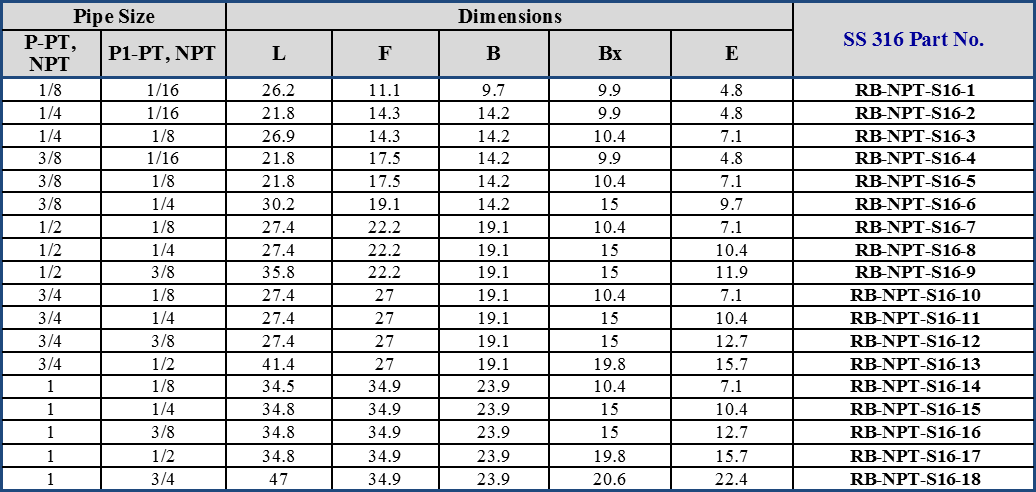 Pipe Size Dimensions SS 316 Part No.
P-PT, NPT P1-PT, NPT L F B Bx E
1/8 1/16 26.2 11.1 9.7 9.9 4.8 RB-NPT-S16-1
1/4 1/16 21.8 14.3 14.2 9.9 4.8 RB-NPT-S16-2
1/4 1/8 26.9 14.3 14.2 10.4 7.1 RB-NPT-S16-3
3/8 1/16 21.8 17.5 14.2 9.9 4.8 RB-NPT-S16-4
3/8 1/8 21.8 17.5 14.2 10.4 7.1 RB-NPT-S16-5
3/8 1/4 30.2 19.1 14.2 15 9.7 RB-NPT-S16-6
1/2 1/8 27.4 22.2 19.1 10.4 7.1 RB-NPT-S16-7
1/2 1/4 27.4 22.2 19.1 15 10.4 RB-NPT-S16-8
1/2 3/8 35.8 22.2 19.1 15 11.9 RB-NPT-S16-9
3/4 1/8 27.4 27 19.1 10.4 7.1 RB-NPT-S16-10
3/4 1/4 27.4 27 19.1 15 10.4 RB-NPT-S16-11
3/4 3/8 27.4 27 19.1 15 12.7 RB-NPT-S16-12
3/4 1/2 41.4 27 19.1 19.8 15.7 RB-NPT-S16-13
1 1/8 34.5 34.9 23.9 10.4 7.1 RB-NPT-S16-14
1 1/4 34.8 34.9 23.9 15 10.4 RB-NPT-S16-15
1 3/8 34.8 34.9 23.9 15 12.7 RB-NPT-S16-16
1 1/2 34.8 34.9 23.9 19.8 15.7 RB-NPT-S16-17
1 3/4 47 34.9 23.9 20.6 22.4 RB-NPT-S16-18